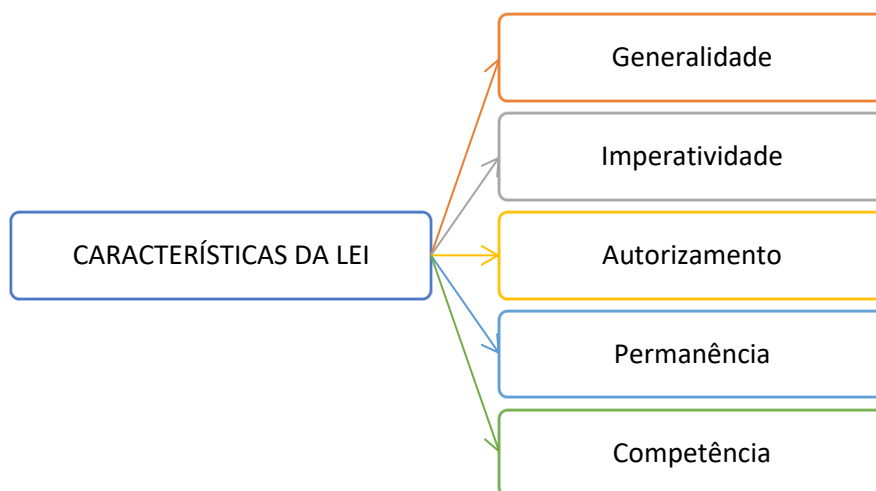 Generalidade
Imperatividade
CARACTERÍSTICAS DA LEI
Autorizamento
Permanência
Competência